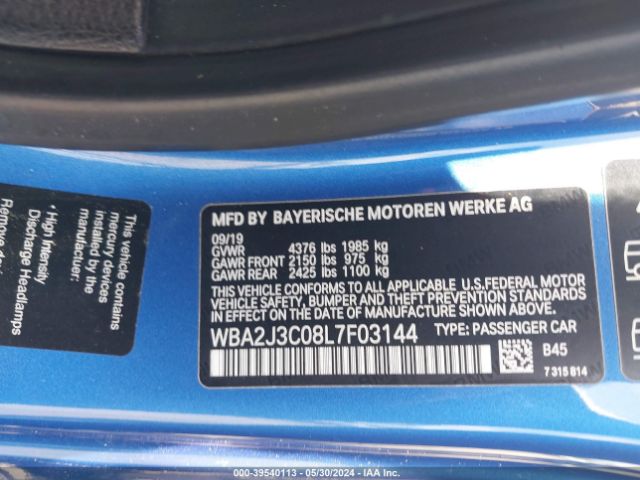 This vehicle contains
mercury devices
installed by the
manufacturer:
• High Intensity
Discharge Headlamps
MFD BY BAYERISCHE MOTOREN WERKE AG
09/19
GVWR 4376 lbs 1985 kg
GAWR FRONT 2150 lbs 975 kg
GAWR REAR 2425 lbs 1100 kg
THIS VEHICLE CONFORMS TO ALL APPLICABLE U.S.FEDERAL MOTOR
VEHICLE SAFETY, BUMPER AND THEFT PREVENTION STANDARDS
IN EFFECT ON THE DATE OF MANUFACTURE SHOWN ABOVE.
WBA2J3C08L7F03144 TYPE: PASSENGER CAR
B45
7 315 814
000-39540113 - 05/30/2024 - IAA Inc.